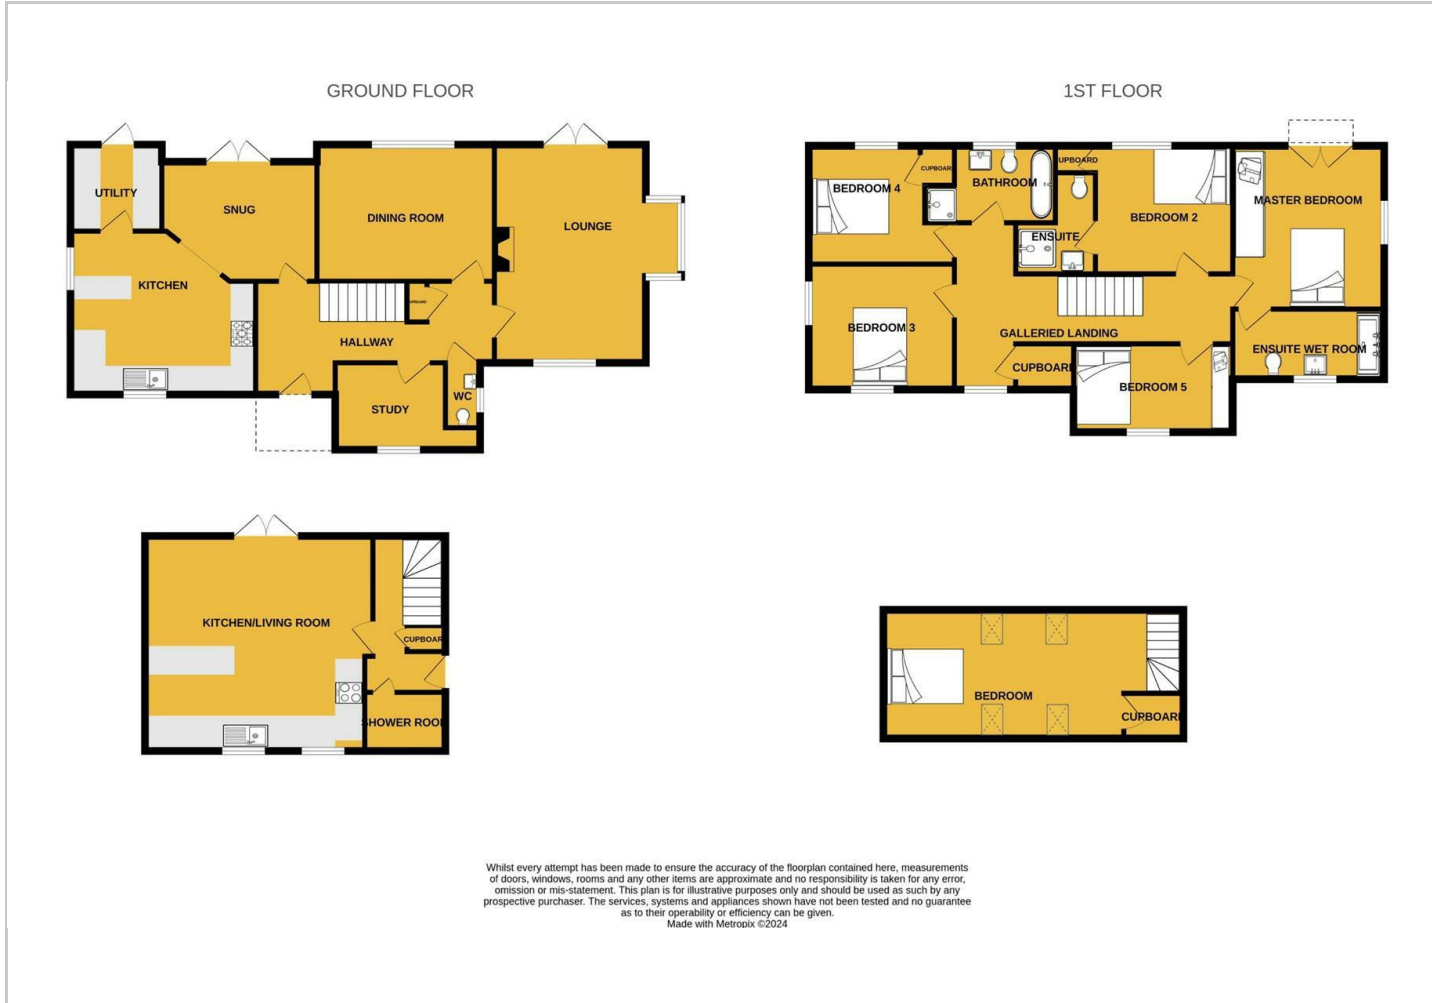 GROUND FLOOR
UTILITY
SNUG
DINING ROOM
LOUNGE
KITCHEN
HALLWAY
STUDY
WC
1ST FLOOR
BEDROOM 4
CUPBOAR
BATHROOM
UPBOARD
BEDROOM 2
MASTER BEDROOM
ENSUITE
BEDROOM 3
GALLERIED LANDING
ENSUITE WET ROOM
CUPBOARD
BEDROOM 5
KITCHEN/LIVING ROOM
CUPBOAR
SHOWER ROOM
BEDROOM
CUPBOARD
Whilst every attempt has been made to ensure the accuracy of the floorplan contained here, measurements
of doors, windows, rooms and any other items are approximate and no responsibility is taken for any error,
omission or mis-statement. This plan is for illustrative purposes only and should be used as such by any
prospective purchaser. The services, systems and appliances shown have not been tested and no guarantee
as to their operability or efficiency can be given.
Made with Metropix ©2024